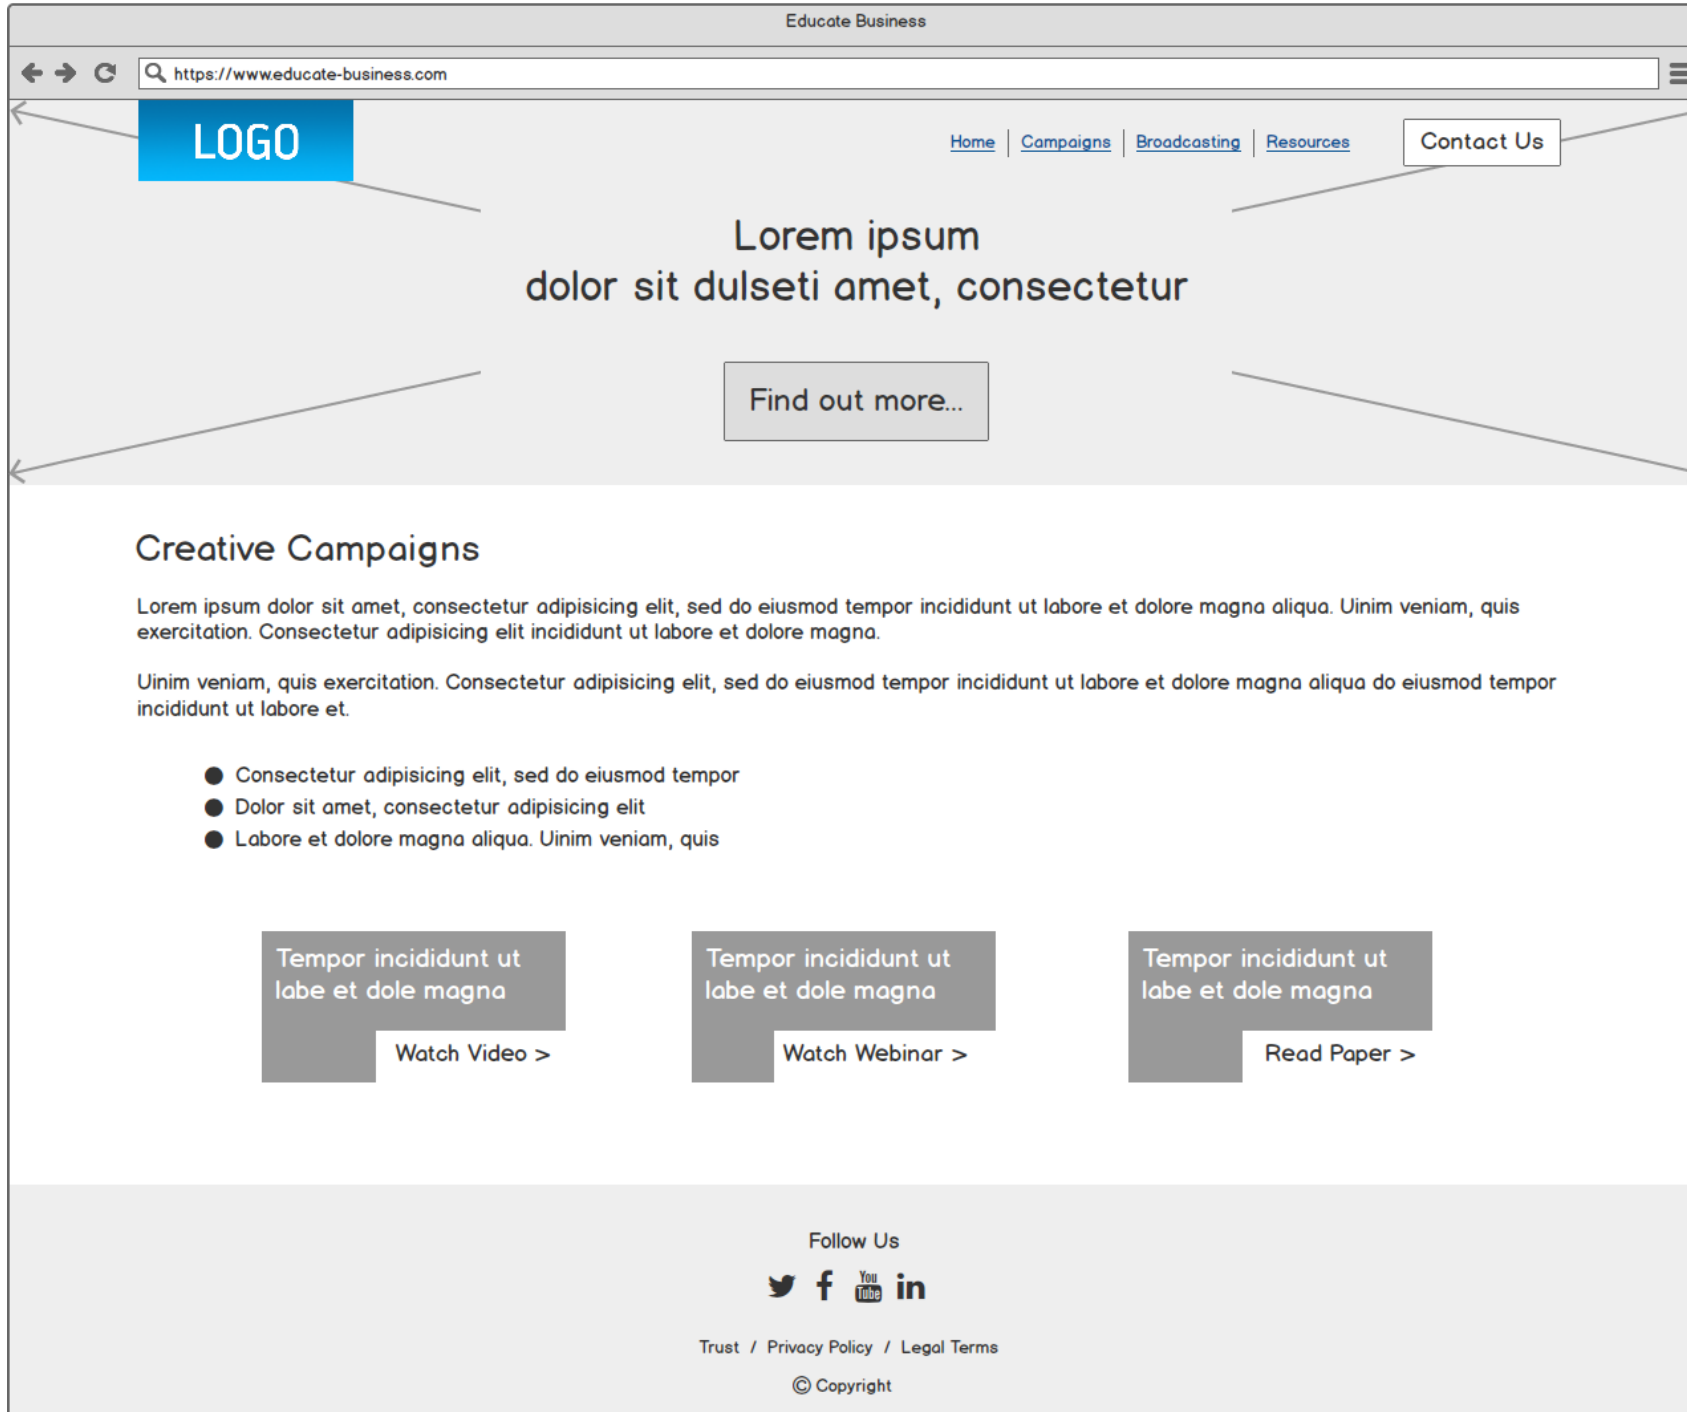 Educate Business
https://www.educate-business.com
LOGO
Home
Campaigns
Broadcasting
Resources
Contact Us
Lorem ipsum
dolor sit dulseti amet, consectetur
Find out more...
Creative Campaigns
Lorem ipsum dolor sit amet, consectetur adipisicing elit, sed do eiusmod tempor incididunt ut labore et dolore magna aliqua. Uinim veniam, quis
exercitation. Consectetur adipisicing elit incididunt ut labore et dolore magna.
Uinim veniam, quis exercitation. Consectetur adipisicing elit, sed do eiusmod tempor incididunt ut labore et dolore magna aliqua do eiusmod tempor
incididunt ut labore et.
Consectetur adipisicing elit, sed do eiusmod tempor
Dolor sit amet, consectetur adipisicing elit
Labore et dolore magna aliqua. Uinim veniam, quis
Tempor incididunt ut
labe et dole magna
Watch Video >
Tempor incididunt ut
labe et dole magna
Watch Webinar >
Tempor incididunt ut
labe et dole magna
Read Paper >
Follow Us
You
Tube
in
Trust / Privacy Policy / Legal Terms
© Copyright